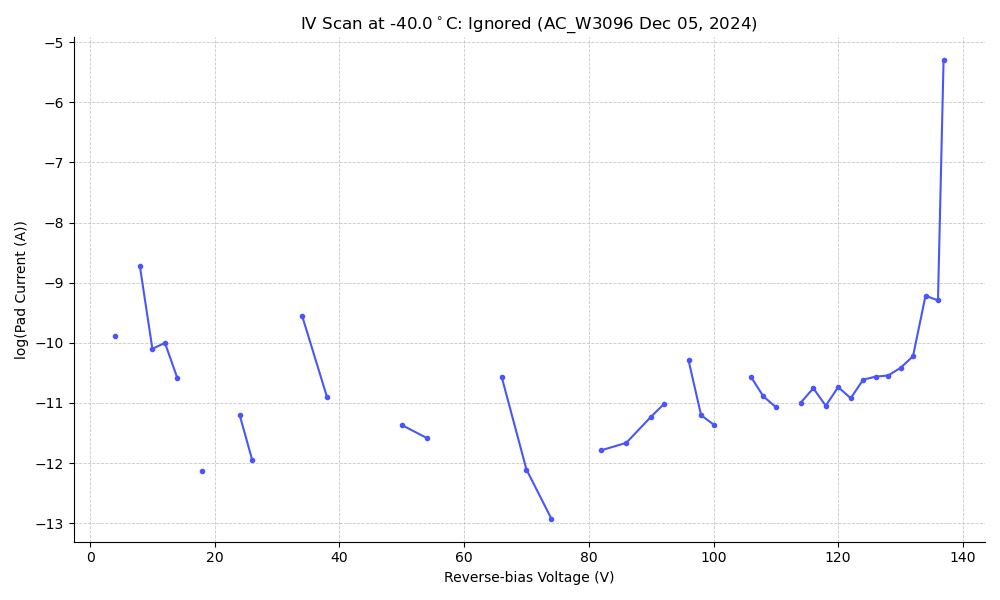 IV Scan at -40.0°C: Ignored (AC_W3096 Dec 05, 2024)
log(Pad Current (A))
−5
−6
−7
−8
−9
−10
−11
−12
−13
0 20 40 60 80 100 120 140
Reverse-bias Voltage (V)